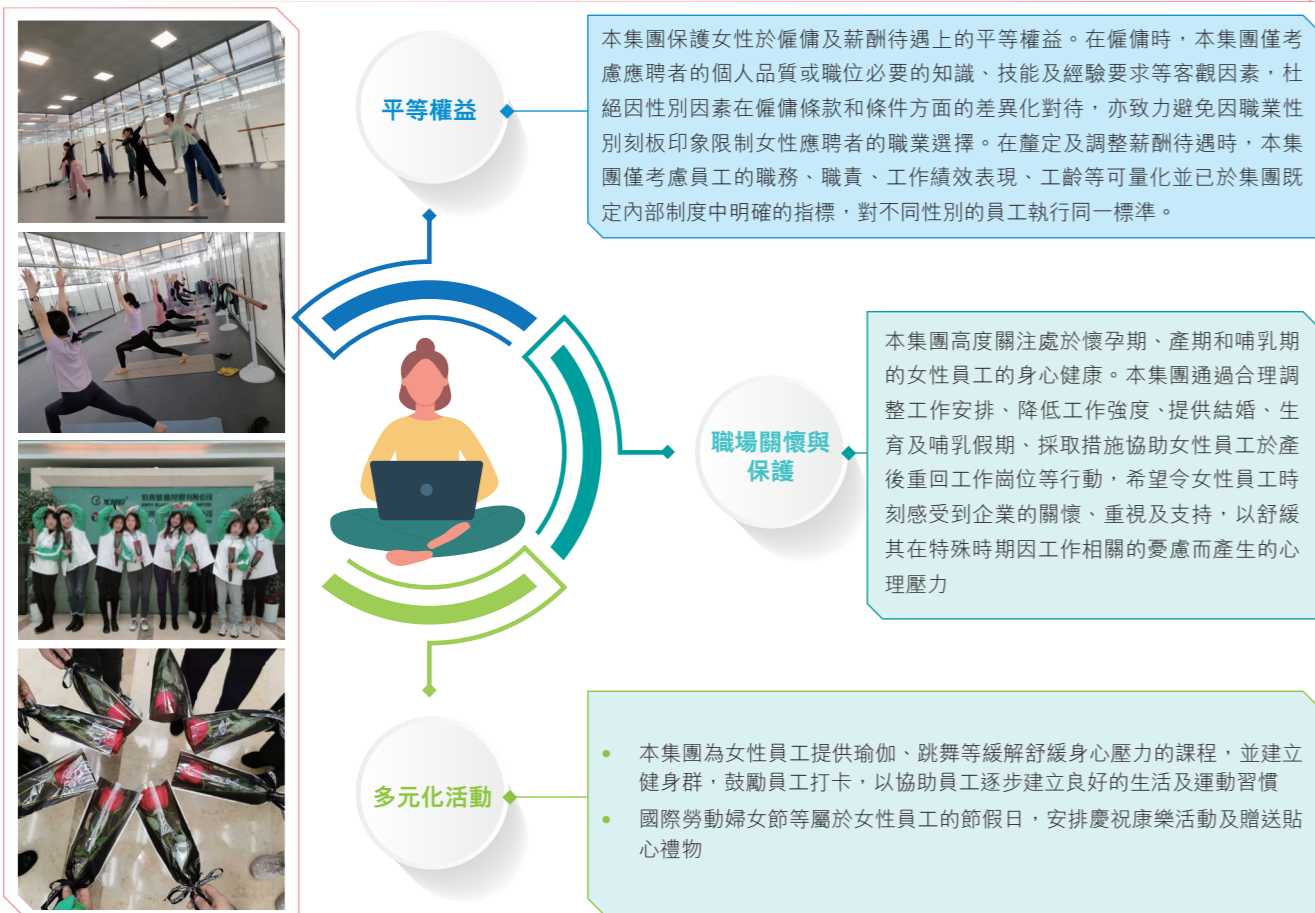 平等權益
本集團保護女性於僱傭及薪酬待遇上的平等權益。在僱傭時，本集團僅考
慮應聘者的個人品質或職位必要的知識、技能及經驗要求等客觀因素，杜
絕因性別因素在僱傭條款和條件方面的差異化對待，亦致力避免因職業性
別刻板印象限制女性應聘者的職業選擇。在釐定及調整薪酬待遇時，本集
團僅考慮員工的職務、職責、工作績效表現、工齡等可量化並已於集團既
定內部制度中明確的指標，對不同性別的員工執行同一標準。
職場關懷與
保護
本集團高度關注處於懷孕期、產期和哺乳期
的女性員工的身心健康。本集團通過合理調
整工作安排、降低工作強度、提供結婚、生
育及哺乳假期、採取措施協助女性員工於產
後重回工作崗位等行動，希望令女性員工時
刻感受到企業的關懷、重視及支持，以舒緩
其在特殊時期因工作相關的憂慮而產生的心
理壓力
多元化活動
• 本集團為女性員工提供瑜伽、跳舞等緩解舒緩身心壓力的課程，並建立
健身群，鼓勵員工打卡，以協助員工逐步建立良好的生活及運動習慣
• 國際勞動婦女節等屬於女性員工的節假日，安排慶祝康樂活動及贈送貼
心禮物